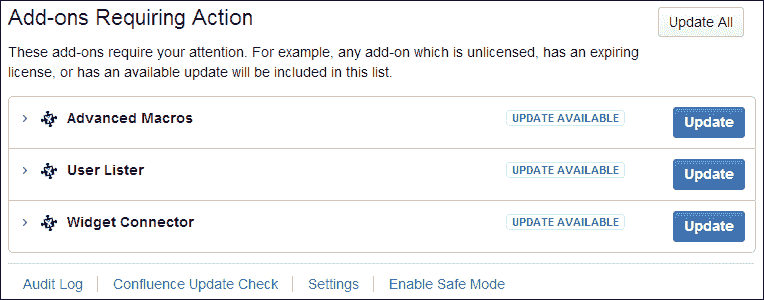 Add-ons Requiring Action
Update All
These add-ons require your attention. For example, any add-on which is unlicensed, has an expiring
license, or has an available update will be included in this list.
Advanced Macros UPDATE AVAILABLE Update
User Lister UPDATE AVAILABLE Update
Widget Connector UPDATE AVAILABLE Update
Audit Log Confluence Update Check Settings Enable Safe Mode